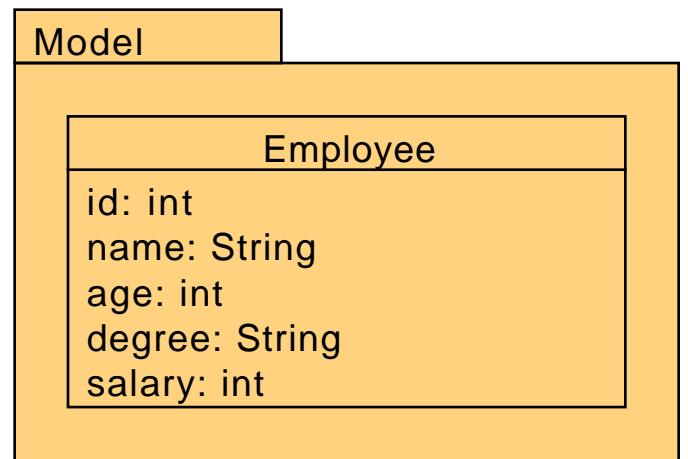 Model
Employee
id: int
name: String
age: int
degree: String
salary: int